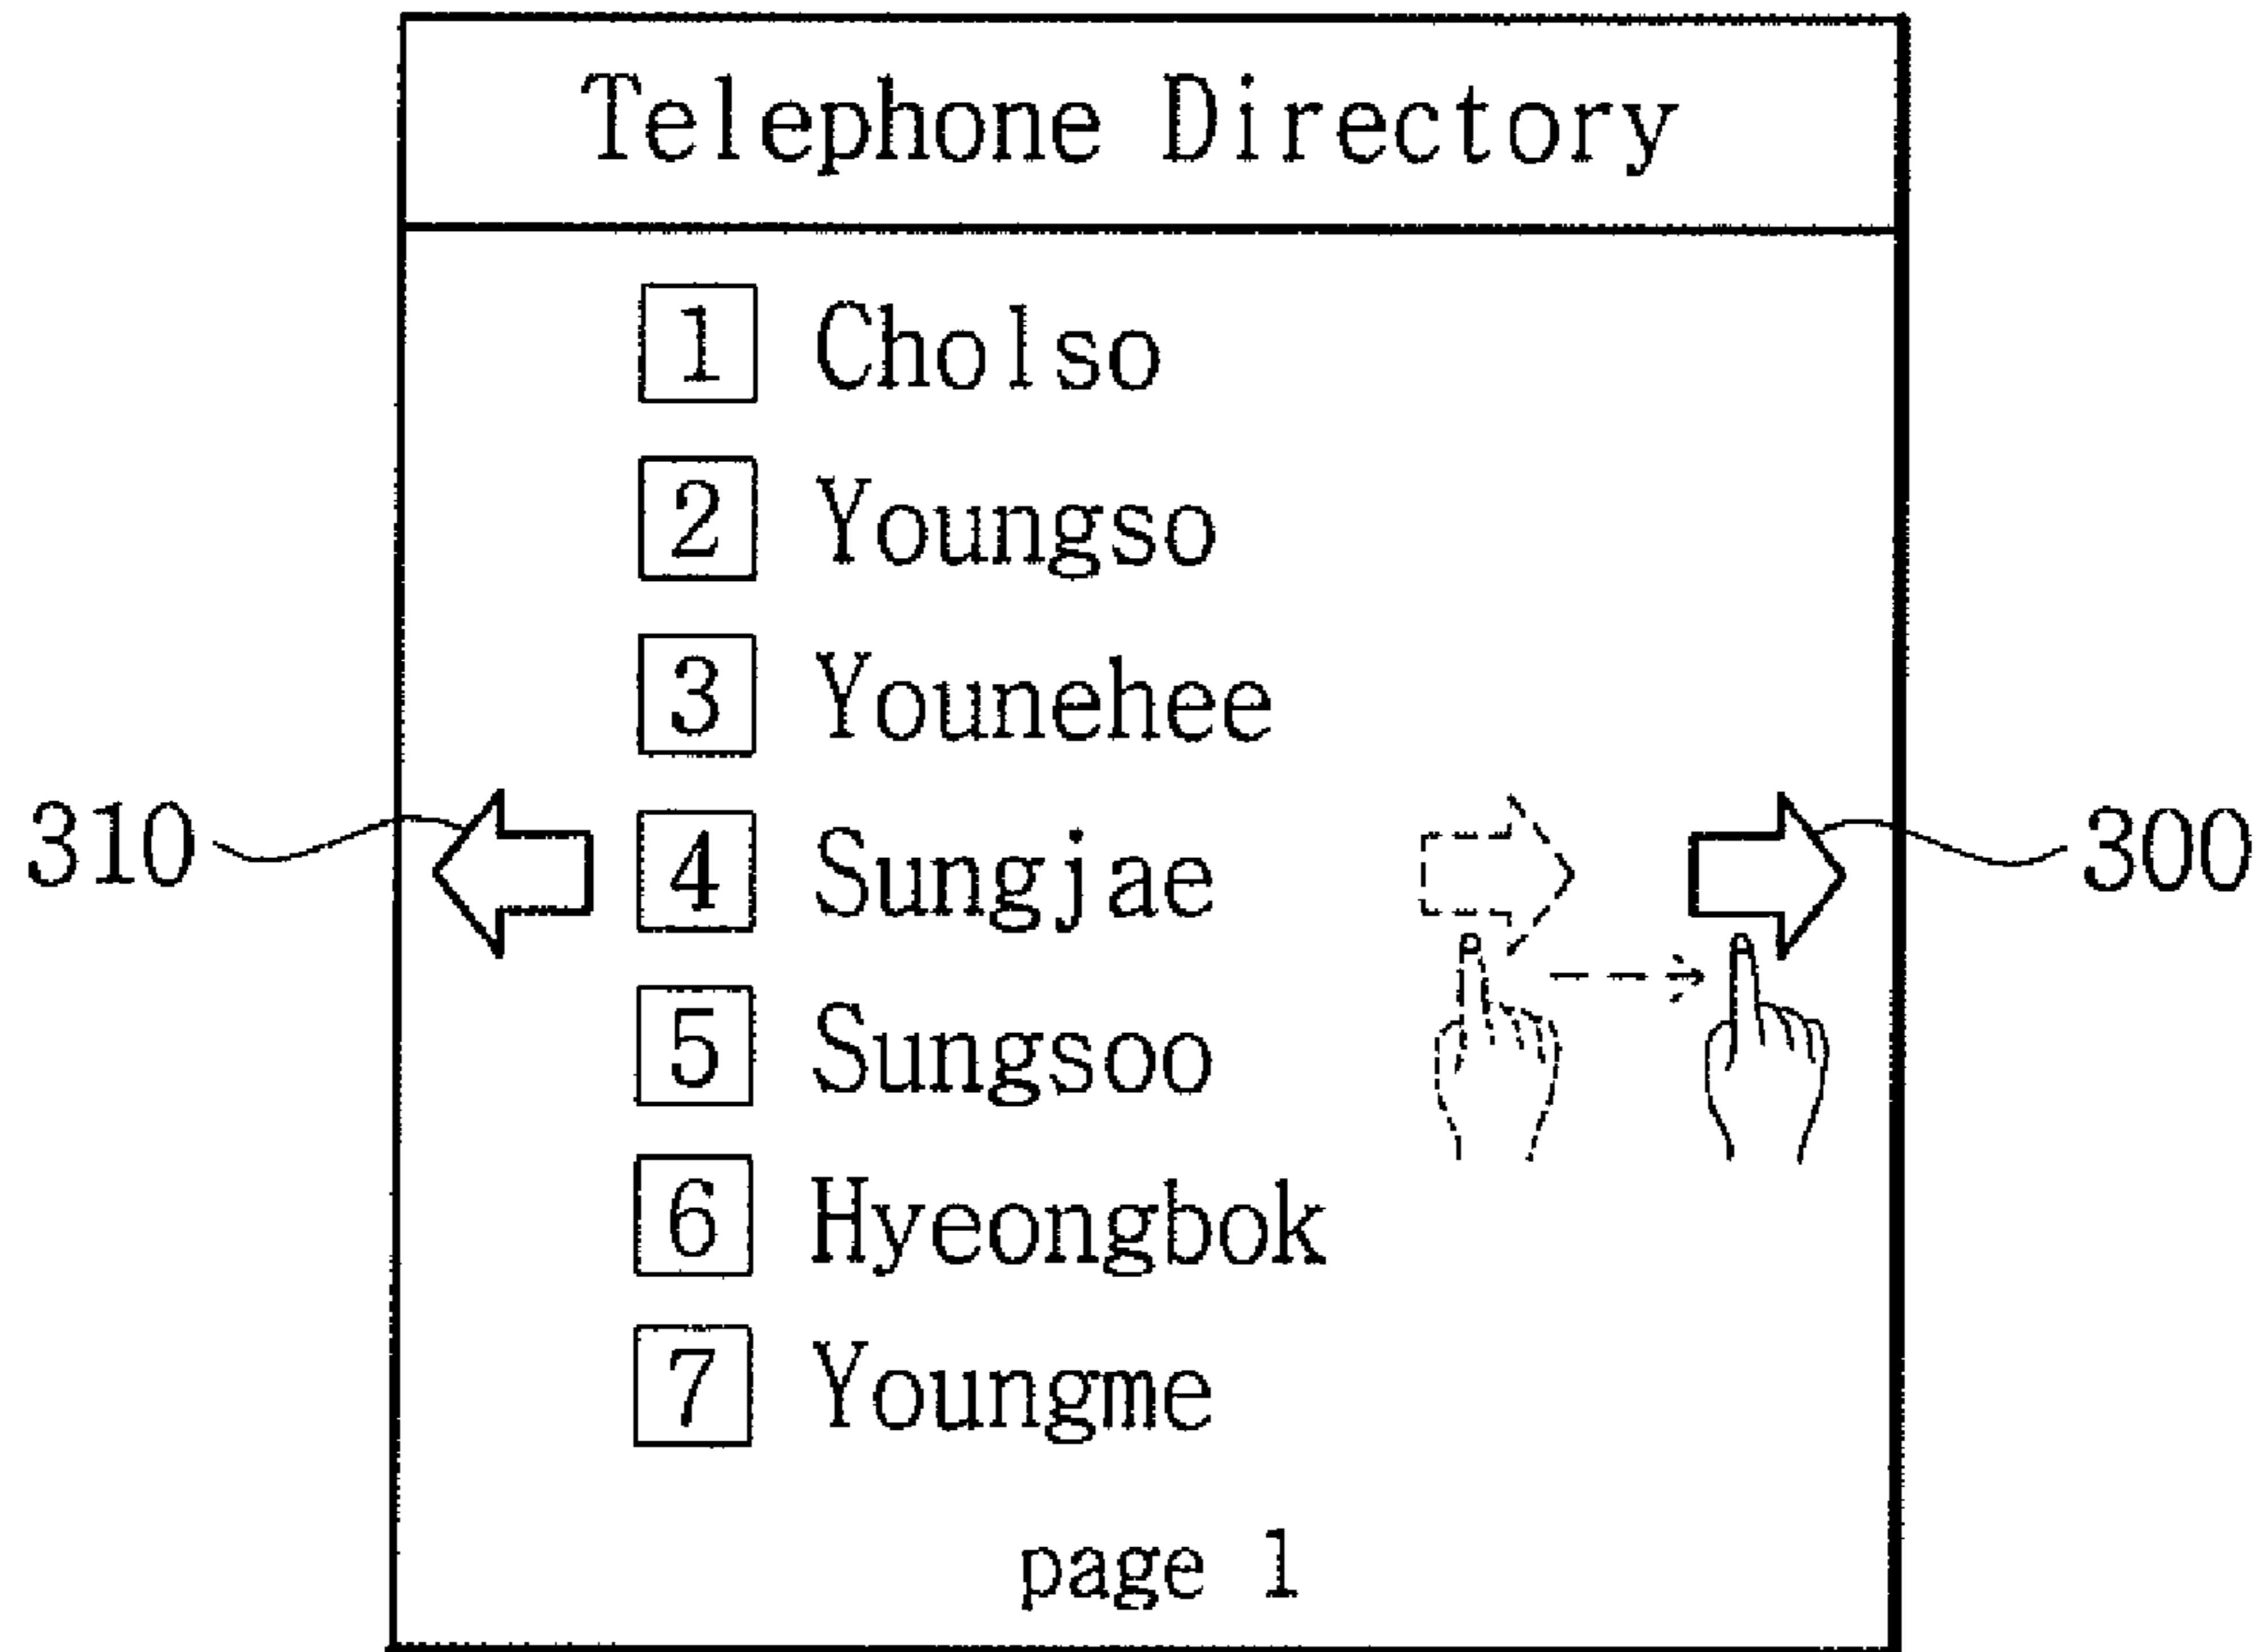 Telephone Directory
1 Cholso
2 Youngso
3 Younehee
310 4 Sungjae 300
5 Sungsoo
6 Hyeongbok
7 Youngme
page 1